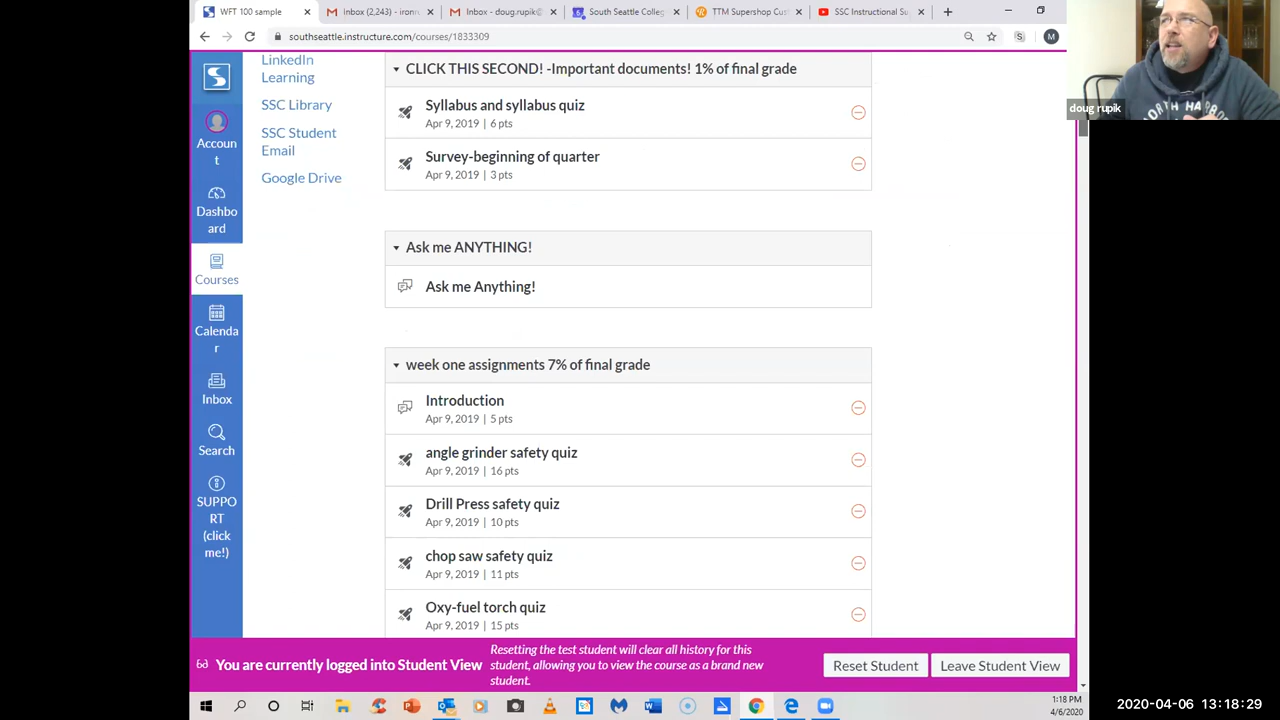 WFT 100 sample
Inbox (2,243) - ironr
Inbox - doug.rupik@
South Seattle Colleg
TTM Supershop Cus
SSC Instructional Su
southseattle.instructure.com/courses/1833309
M
doug rupik
LinkedIn
Learning
SSC Library
SSC Student
Email
Google Drive
Accoun
t
Dashbo
ard
Courses
Calenda
r
Inbox
Search
SUPPO
RT
(click
me!)
CLICK THIS SECOND! -Important documents! 1% of final grade
Syllabus and syllabus quiz
Apr 9, 2019 | 6 pts
Survey-beginning of quarter
Apr 9, 2019 | 3 pts
Ask me ANYTHING!
Ask me Anything!
week one assignments 7% of final grade
Introduction
Apr 9, 2019 | 5 pts
angle grinder safety quiz
Apr 9, 2019 | 16 pts
Drill Press safety quiz
Apr 9, 2019 | 10 pts
chop saw safety quiz
Apr 9, 2019 | 11 pts
Oxy-fuel torch quiz
Apr 9, 2019 | 15 pts
You are currently logged into Student View
Resetting the test student will clear all history for this
student, allowing you to view the course as a brand new
student.
Reset Student
Leave Student View
1:18 PM
4/6/2020
2020-04-06 13:18:29